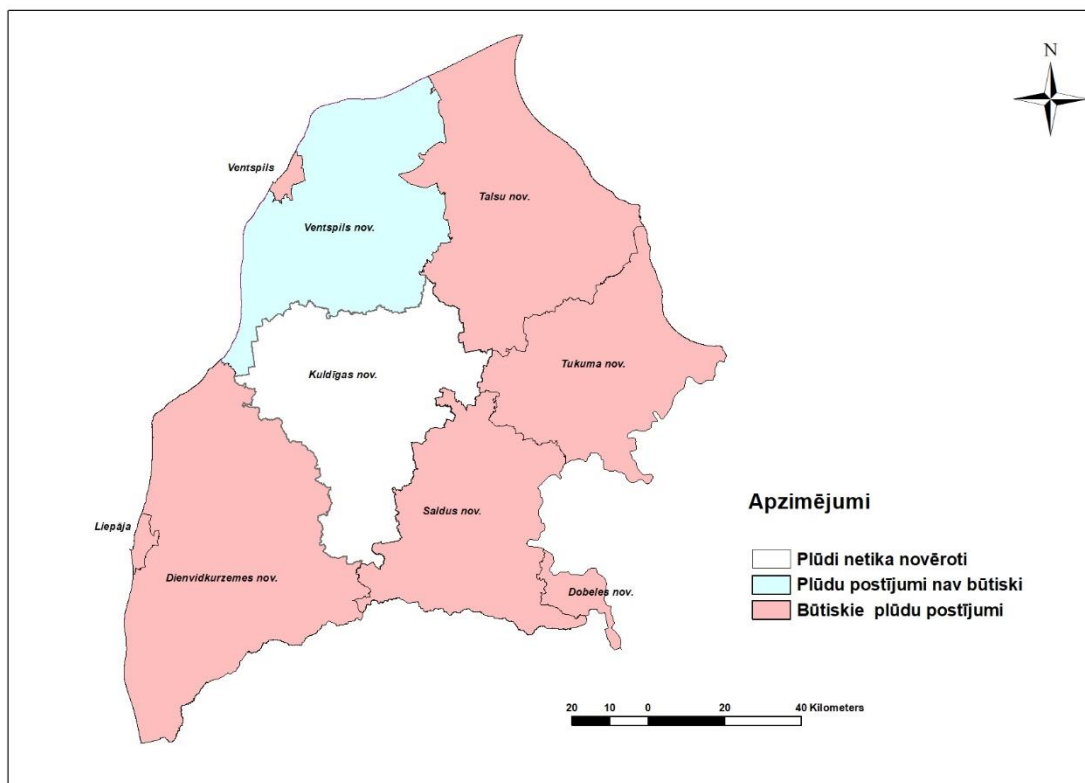 N
Ventspils
Talsu nov.
Ventspils nov.
Tukuma nov.
Kuldīgas nov.
Saldus nov.
Liepāja
Dienvidkurzemes nov.
Dobeles nov.
Apzimējumi
Plūdi netika novēroti
Plūdu postījumi nav būtiski
Būtiskie plūdu postījumi
20 10 0 20 40 Kilometers